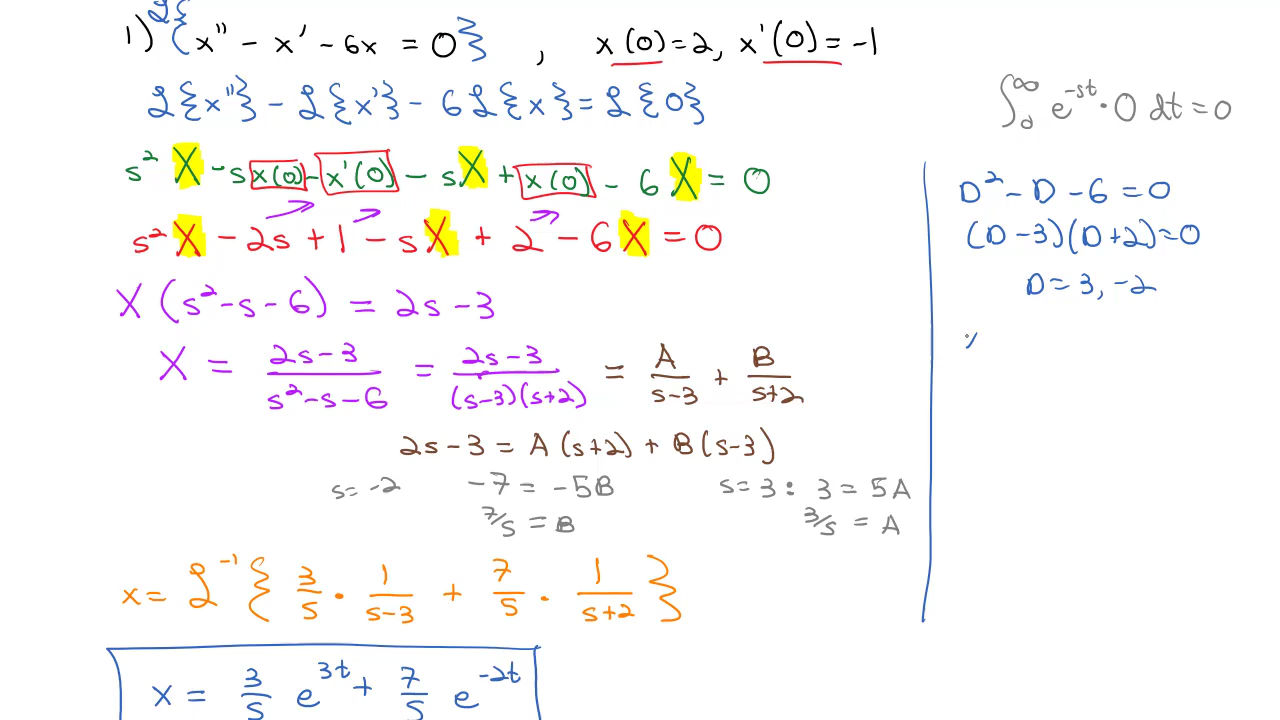 1) ℒ{x'' - x' - 6x = 0} , x(0)=2, x'(0)=-1
ℒ{x''} - ℒ{x'} - 6ℒ{x} = ℒ{0}
∫₀^∞ e^{-st} · 0 dt = 0
s² X - s x(0) - x'(0) - sX + x(0) - 6X = 0
s² X - 2s + 1 - sX + 2 - 6X = 0
X (s² - s - 6) = 2s - 3
X = (2s-3)/(s² - s - 6) = (2s-3)/((s-3)(s+2)) = A/(s-3) + B/(s+2)
2s - 3 = A(s+2) + B(s-3)
s = -2 -7 = -5B s = 3 : 3 = 5A
7/5 = B 3/5 = A
x = ℒ⁻¹ { 3/5 · 1/(s-3) + 7/5 · 1/(s+2) }
x = 3/5 e^{3t} + 7/5 e^{-2t}
D² - D - 6 = 0
(D - 3)(D + 2) = 0
D = 3, -2